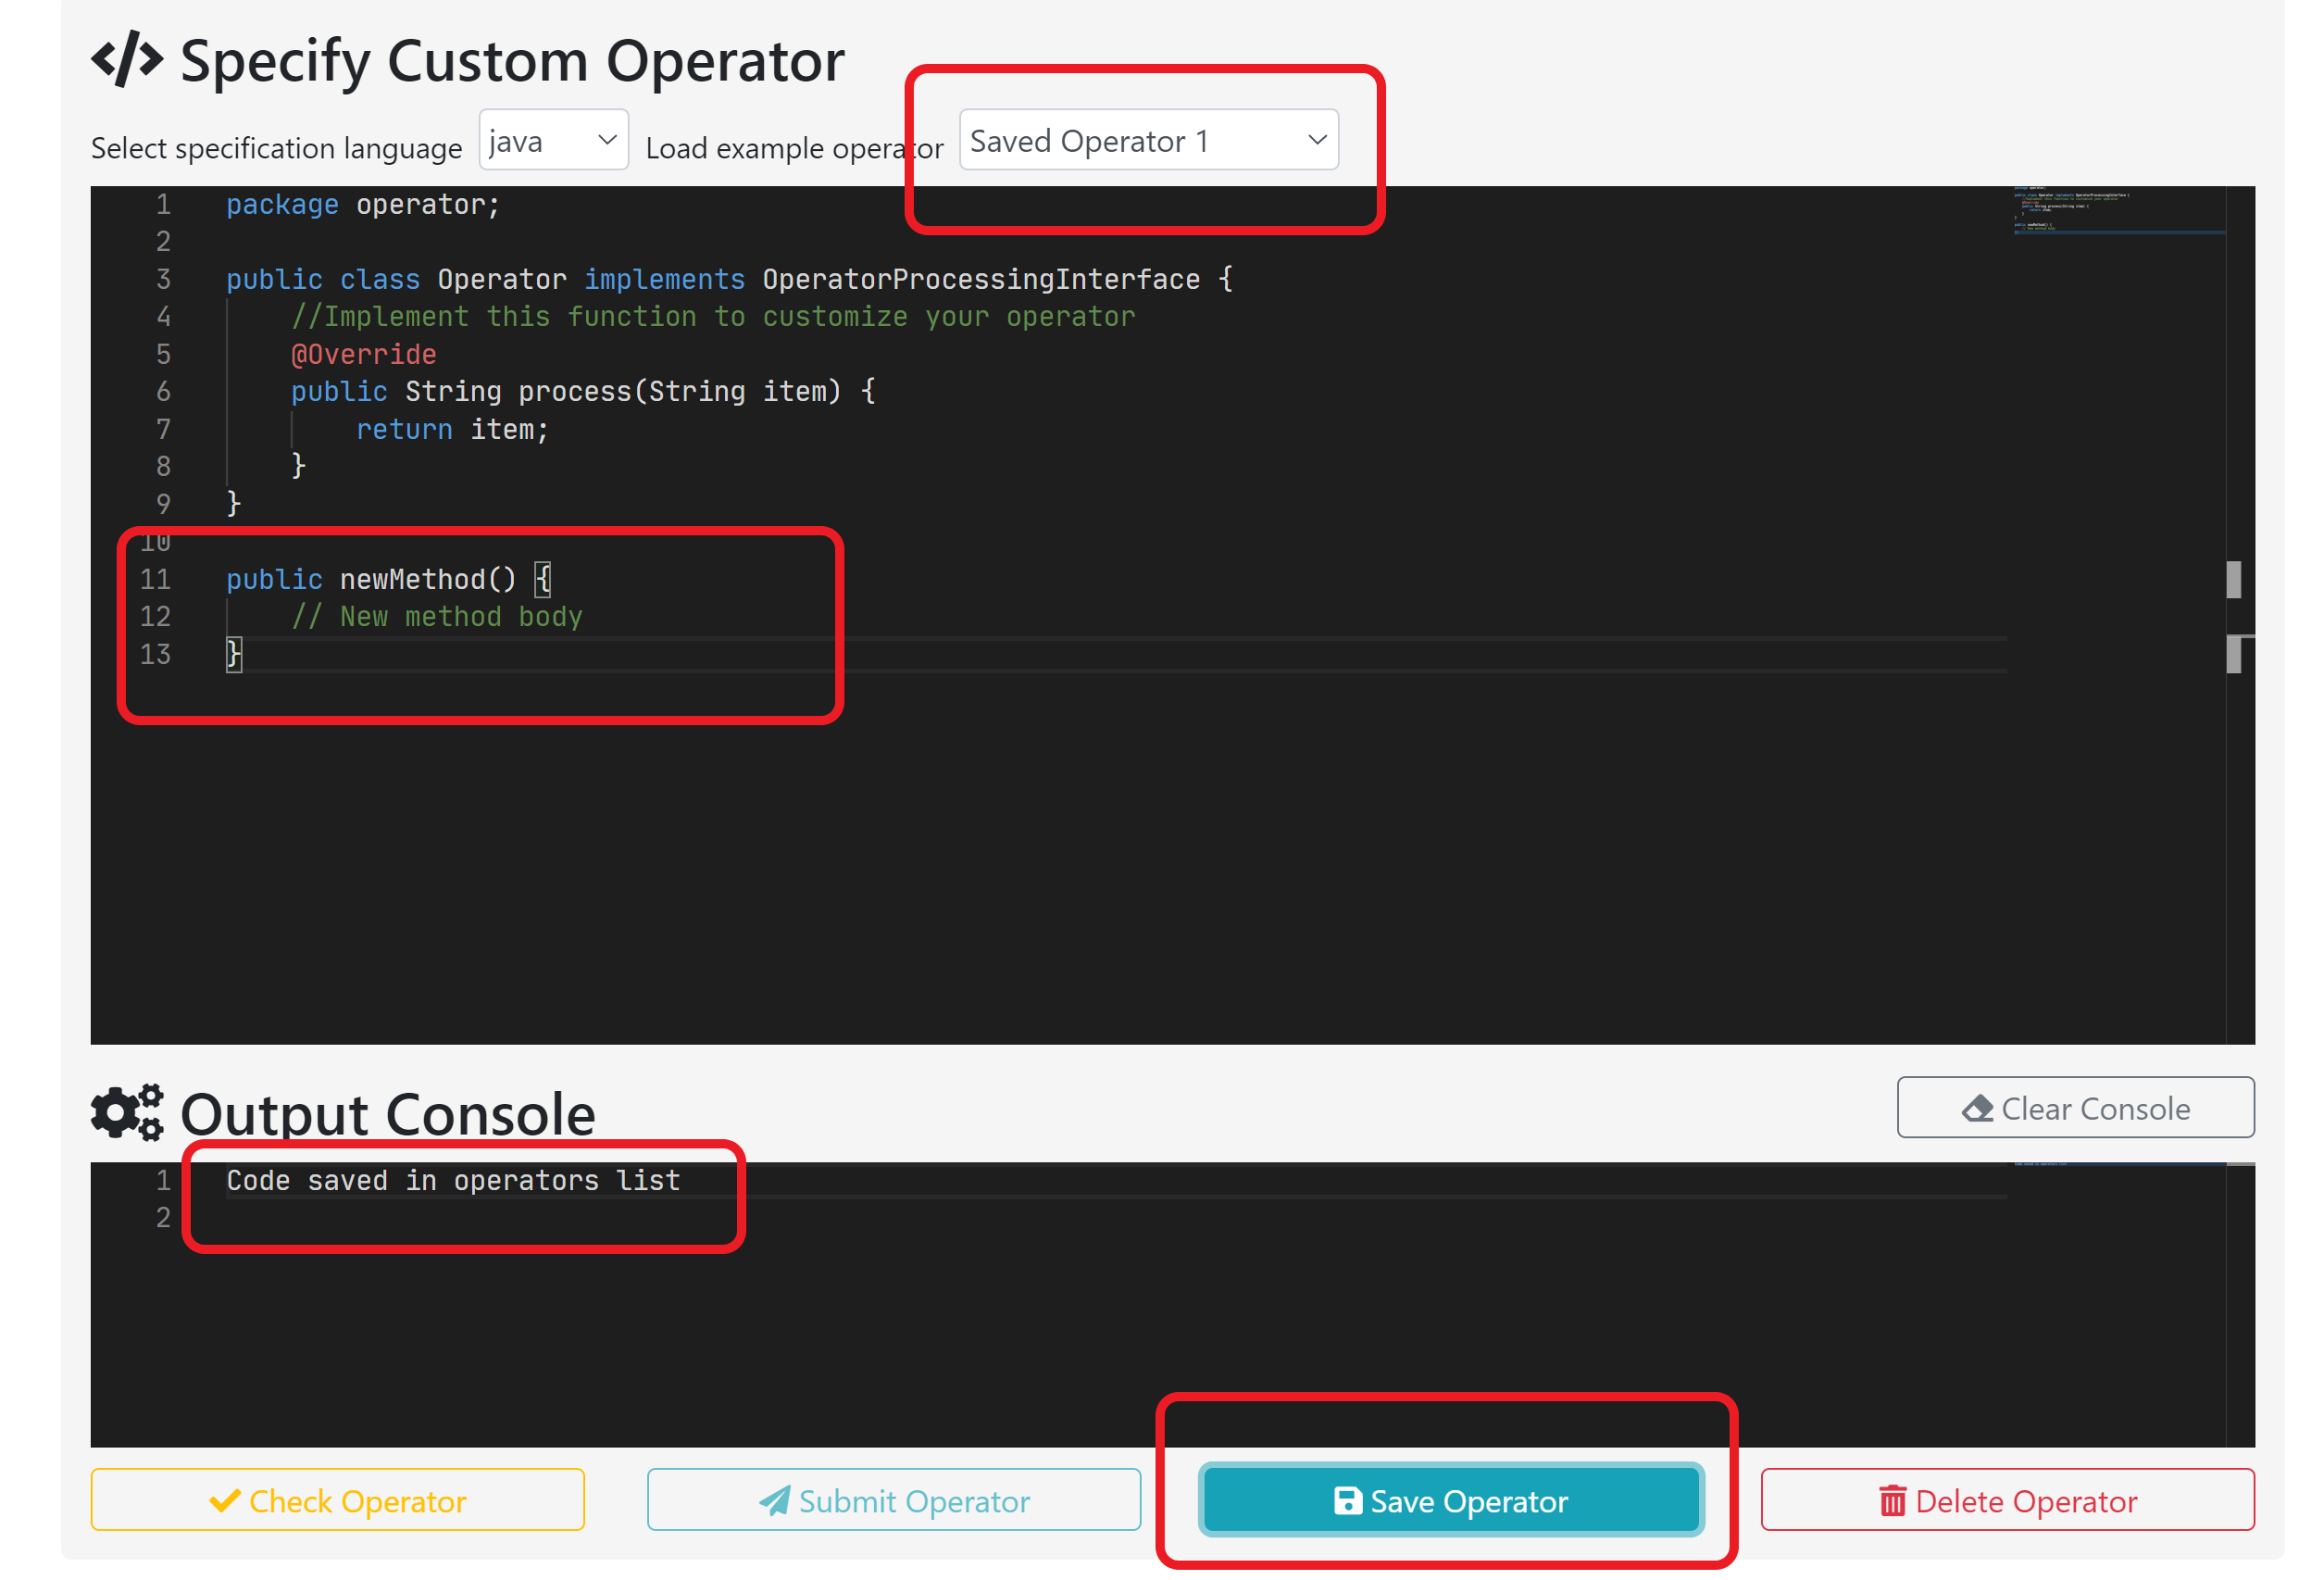 Specify Custom Operator
Select specification language java Load example operator Saved Operator 1
1 package operator;
2
3 public class Operator implements OperatorProcessingInterface {
4 //Implement this function to customize your operator
5 @Override
6 public String process(String item) {
7 return item;
8 }
9 }
10
11 public newMethod() {
12 // New method body
13 }
Output Console
Clear Console
1 Code saved in operators list
2
Check Operator Submit Operator Save Operator Delete Operator